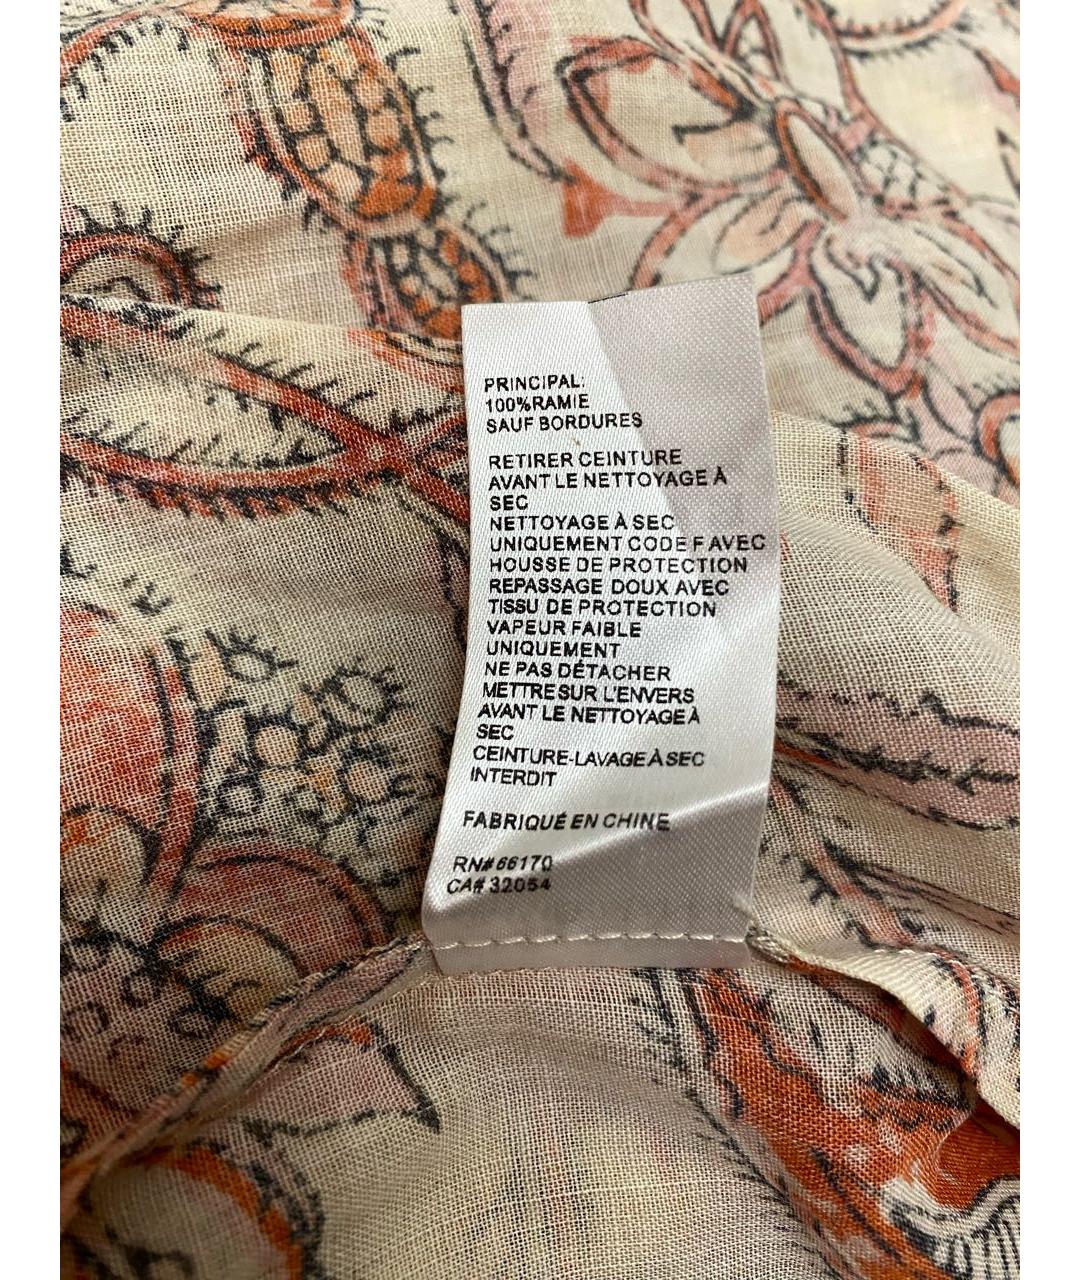 PRINCIPAL:
100%RAMIE
SAUF BORDURES
RETIRER CEINTURE
AVANT LE NETTOYAGE À
SEC
NETTOYAGE À SEC
UNIQUEMENT CODE F AVEC
HOUSSE DE PROTECTION
REPASSAGE DOUX AVEC
TISSU DE PROTECTION
VAPEUR FAIBLE
UNIQUEMENT
NE PAS DÉTACHER
METTRE SUR L'ENVERS
AVANT LE NETTOYAGE À
SEC
CEINTURE-LAVAGE À SEC
INTERDIT
FABRIQUÉ EN CHINE
RN# 66170
CA# 32054